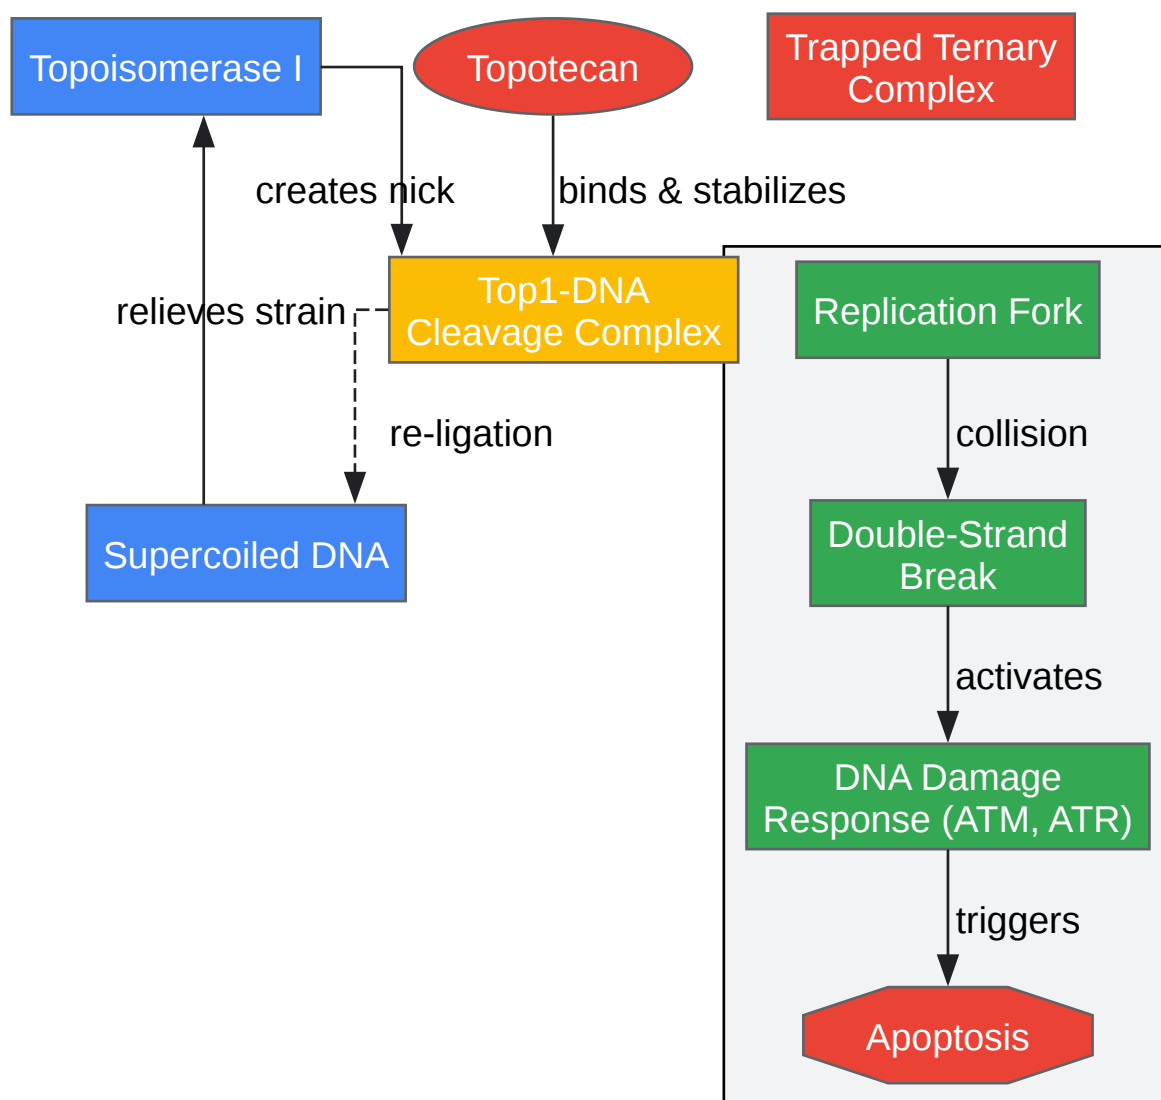 Topoisomerase I
Topotecan
Trapped Ternary
Complex
creates nick
binds & stabilizes
Top1-DNA
Cleavage Complex
Replication Fork
relieves strain
re-ligation
collision
Supercoiled DNA
Double-Strand
Break
activates
DNA Damage
Response (ATM, ATR)
triggers
Apoptosis